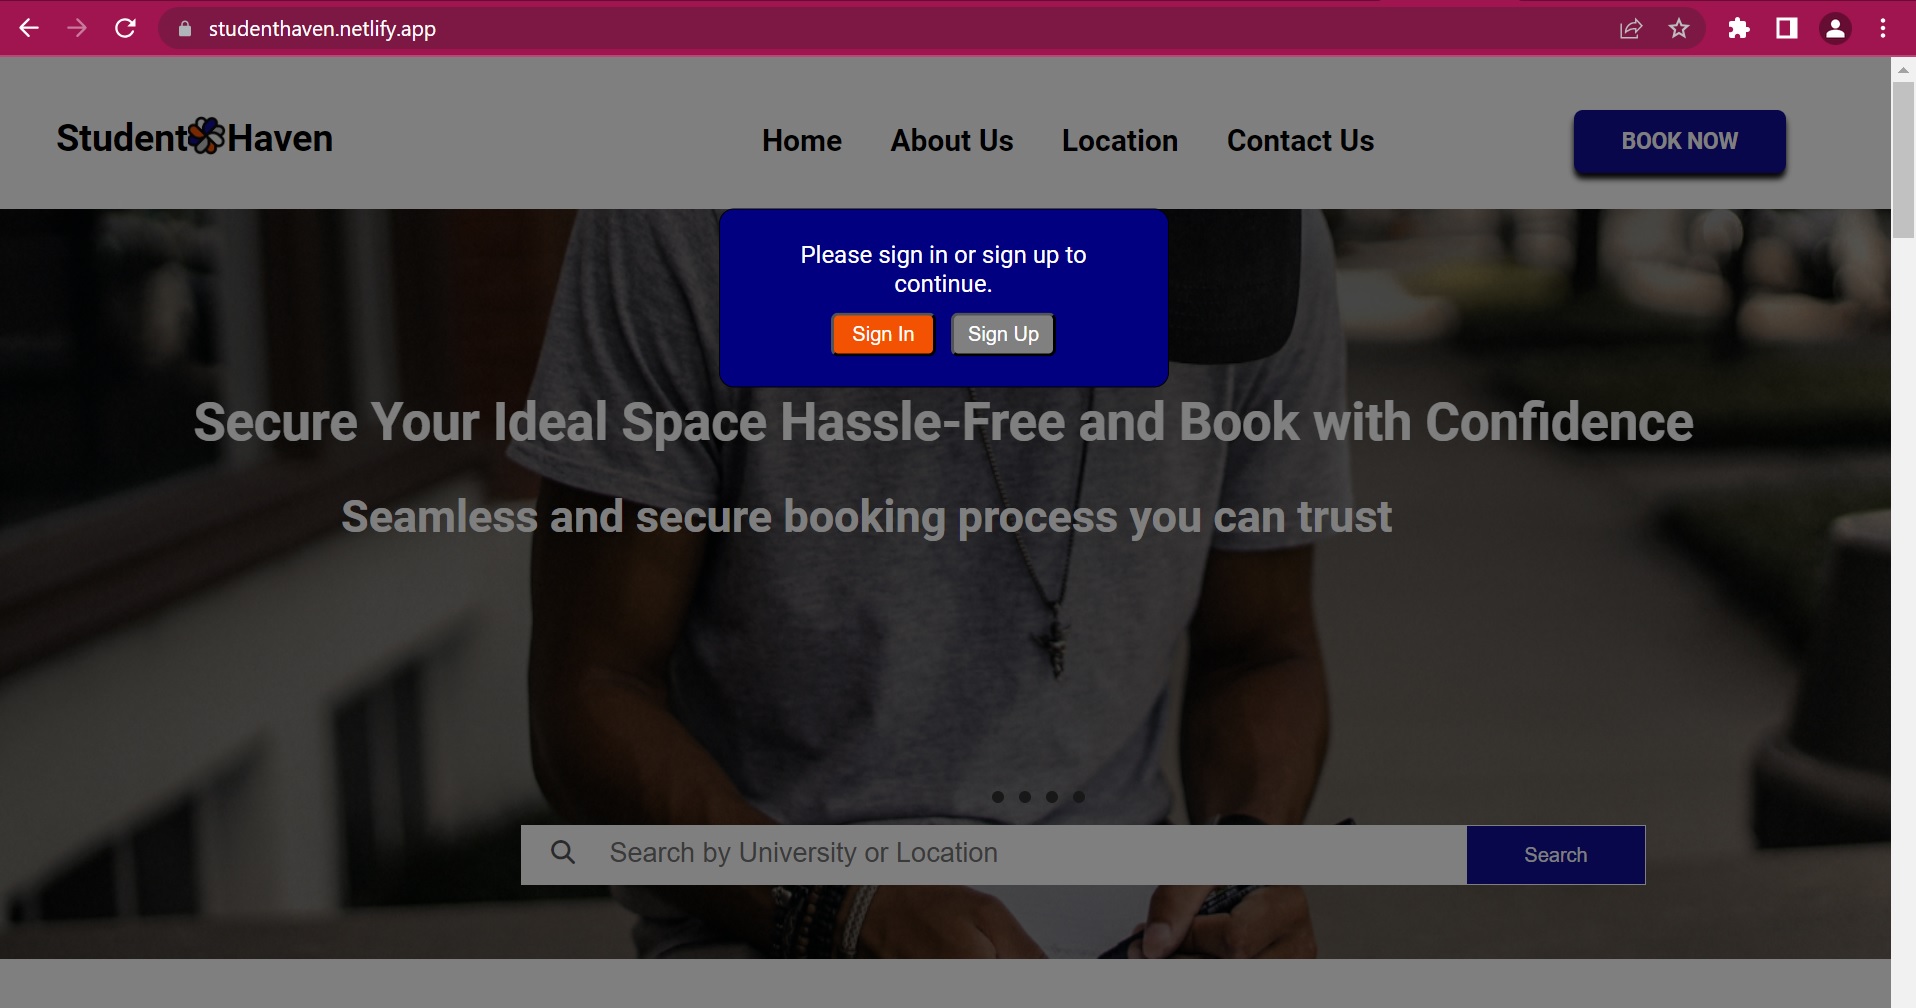 studenthaven.netlify.app
Student Haven
Home About Us Location Contact Us
BOOK NOW
Please sign in or sign up to
continue.
Sign In Sign Up
Secure Your Ideal Space Hassle-Free and Book with Confidence
Seamless and secure booking process you can trust
Search by University or Location
Search